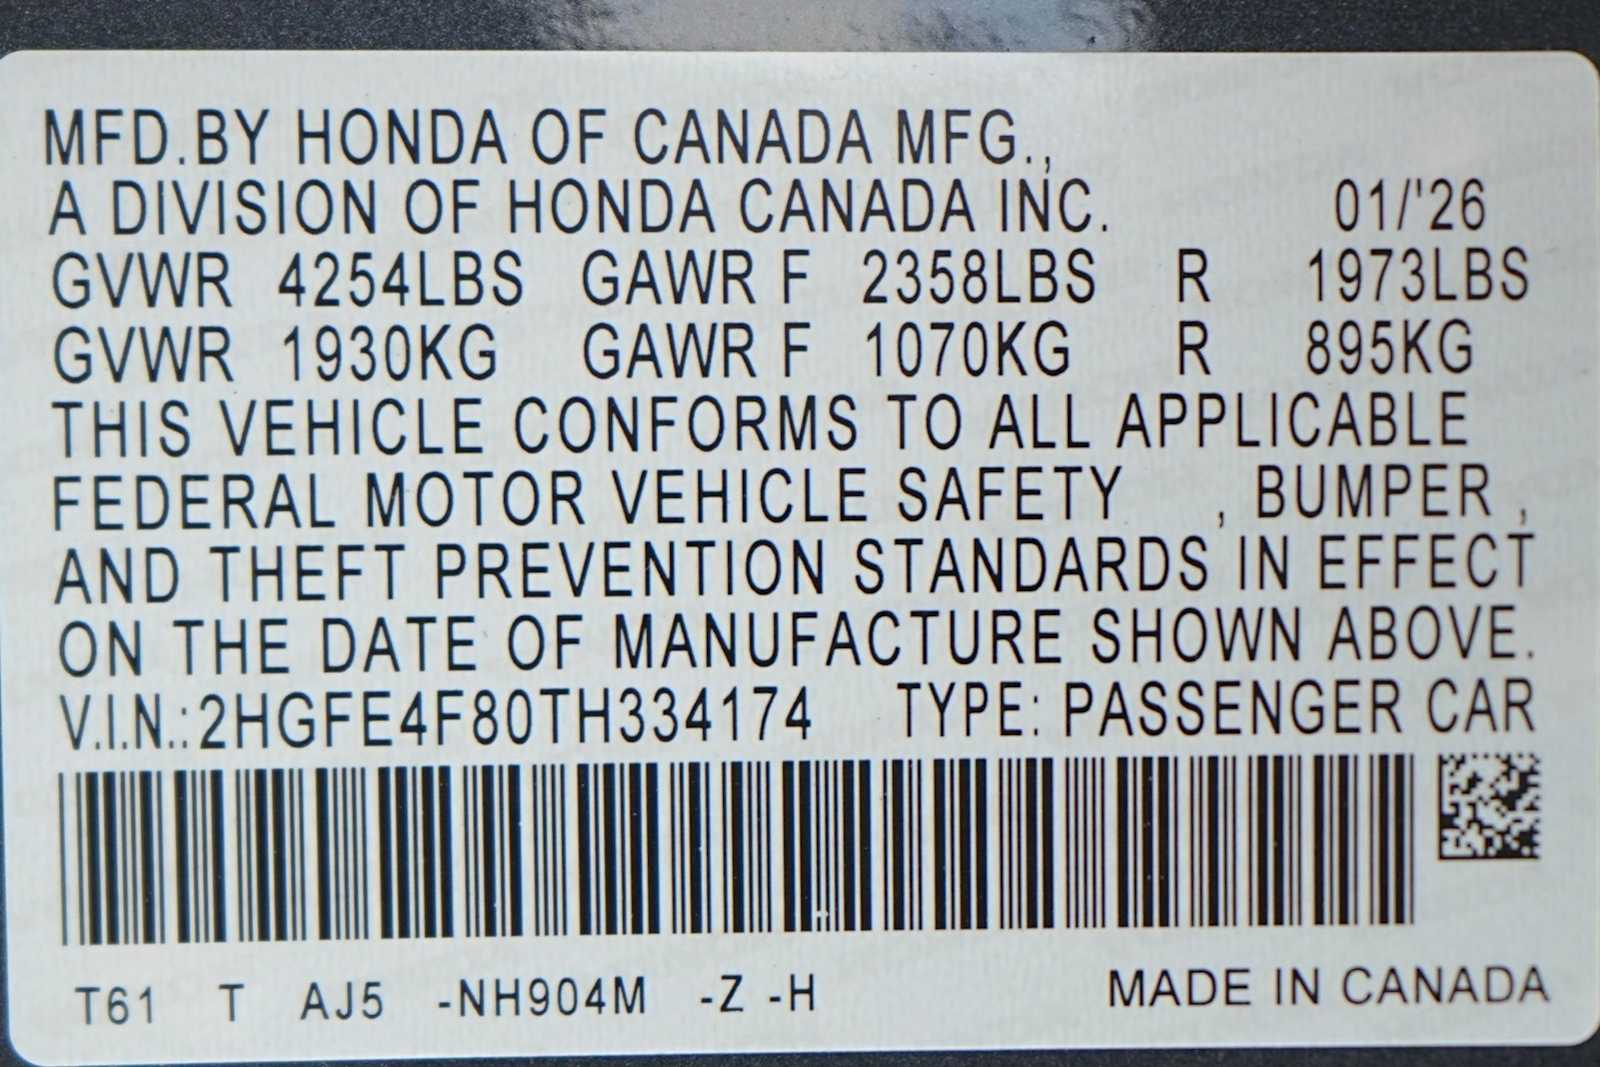 MFD.BY HONDA OF CANADA MFG.,
A DIVISION OF HONDA CANADA INC. 01/'26
GVWR 4254LBS GAWR F 2358LBS R 1973LBS
GVWR 1930KG GAWR F 1070KG R 895KG
THIS VEHICLE CONFORMS TO ALL APPLICABLE
FEDERAL MOTOR VEHICLE SAFETY , BUMPER ,
AND THEFT PREVENTION STANDARDS IN EFFECT
ON THE DATE OF MANUFACTURE SHOWN ABOVE.
V.I.N.:2HGFE4F80TH334174 TYPE: PASSENGER CAR
T61 T AJ5 -NH904M -Z -H MADE IN CANADA